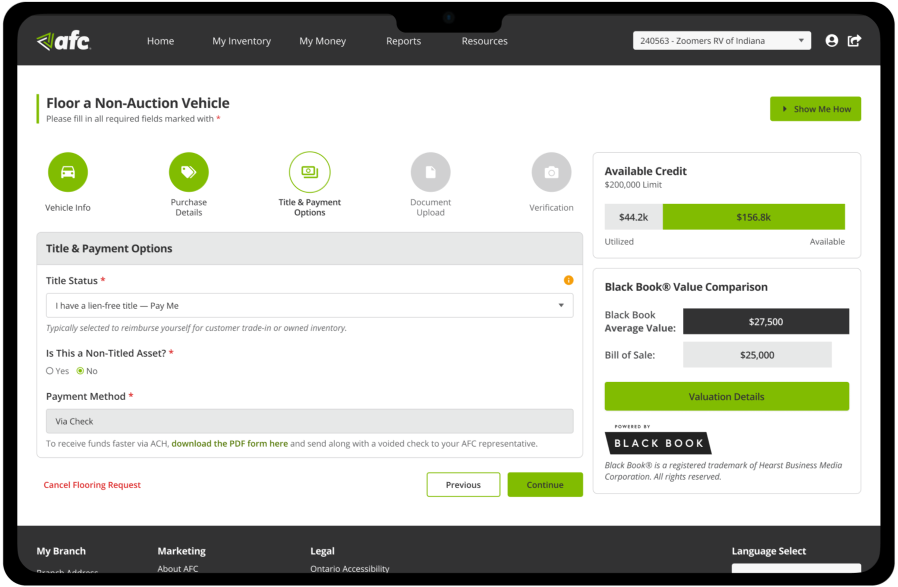 afc
Home
My Inventory
My Money
Reports
Resources
240563 - Zoomers RV of Indiana
Floor a Non-Auction Vehicle
Please fill in all required fields marked with *
Show Me How
Vehicle Info
Purchase
Details
Title & Payment
Options
Document
Upload
Verification
Title & Payment Options
Title Status *
I have a lien-free title — Pay Me
Typically selected to reimburse yourself for customer trade-in or owned inventory.
Is This a Non-Titled Asset? *
Yes
No
Payment Method *
Via Check
To receive funds faster via ACH, download the PDF form here and send along with a voided check to your AFC representative.
Cancel Flooring Request
Previous
Continue
Available Credit
$200,000 Limit
$44.2k
$156.8k
Utilized
Available
Black Book® Value Comparison
Black Book
Average Value:
$27,500
Bill of Sale:
$25,000
Valuation Details
POWERED BY
BLACK BOOK
Black Book® is a registered trademark of Hearst Business Media
Corporation. All rights reserved.
My Branch
Marketing
Legal
Language Select
Branch Address
About AFC
Ontario Accessibility